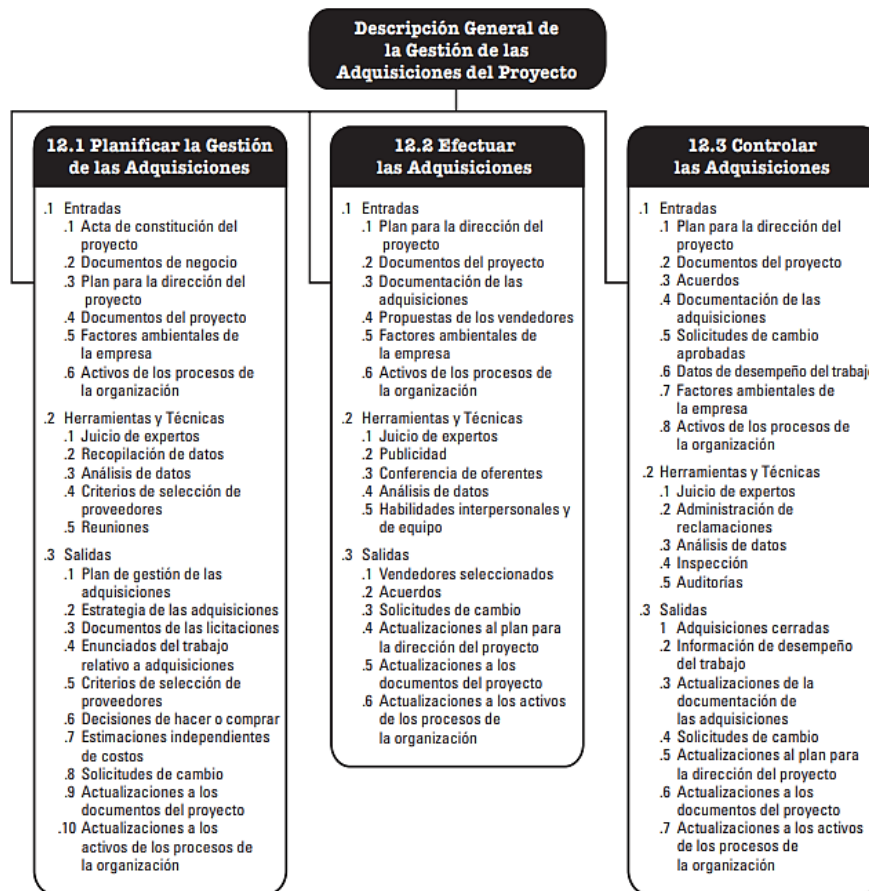 Descripción General de
la Gestión de las
Adquisiciones del Proyecto
12.1 Planificar la Gestión
de las Adquisiciones
.1 Entradas
.1 Acta de constitución del
proyecto
.2 Documentos de negocio
.3 Plan para la dirección del
proyecto
.4 Documentos del proyecto
.5 Factores ambientales de
la empresa
.6 Activos de los procesos de
la organización
.2 Herramientas y Técnicas
.1 Juicio de expertos
.2 Recopilación de datos
.3 Análisis de datos
.4 Criterios de selección de
proveedores
.5 Reuniones
.3 Salidas
.1 Plan de gestión de las
adquisiciones
.2 Estrategia de las adquisiciones
.3 Documentos de las licitaciones
.4 Enunciados del trabajo
relativo a adquisiciones
.5 Criterios de selección de
proveedores
.6 Decisiones de hacer o comprar
.7 Estimaciones independientes
de costos
.8 Solicitudes de cambio
.9 Actualizaciones a los
documentos del proyecto
.10 Actualizaciones a los
activos de los procesos de
la organización
12.2 Efectuar
las Adquisiciones
.1 Entradas
.1 Plan para la dirección del
proyecto
.2 Documentos del proyecto
.3 Documentación de las
adquisiciones
.4 Propuestas de los vendedores
.5 Factores ambientales de
la empresa
.6 Activos de los procesos de
la organización
.2 Herramientas y Técnicas
.1 Juicio de expertos
.2 Publicidad
.3 Conferencia de oferentes
.4 Análisis de datos
.5 Habilidades interpersonales y
de equipo
.3 Salidas
.1 Vendedores seleccionados
.2 Acuerdos
.3 Solicitudes de cambio
.4 Actualizaciones al plan para
la dirección del proyecto
.5 Actualizaciones a los
documentos del proyecto
.6 Actualizaciones a los activos
de los procesos de
la organización
12.3 Controlar
las Adquisiciones
.1 Entradas
.1 Plan para la dirección del
proyecto
.2 Documentos del proyecto
.3 Acuerdos
.4 Documentación de las
adquisiciones
.5 Solicitudes de cambio
aprobadas
.6 Datos de desempeño del trabajo
.7 Factores ambientales de
la empresa
.8 Activos de los procesos de
la organización
.2 Herramientas y Técnicas
.1 Juicio de expertos
.2 Administración de
reclamaciones
.3 Análisis de datos
.4 Inspección
.5 Auditorías
.3 Salidas
1 Adquisiciones cerradas
.2 Información de desempeño
del trabajo
.3 Actualizaciones de la
documentación de
las adquisiciones
.4 Solicitudes de cambio
.5 Actualizaciones al plan para
la dirección del proyecto
.6 Actualizaciones a los
documentos del proyecto
.7 Actualizaciones a los activos
de los procesos de
la organización